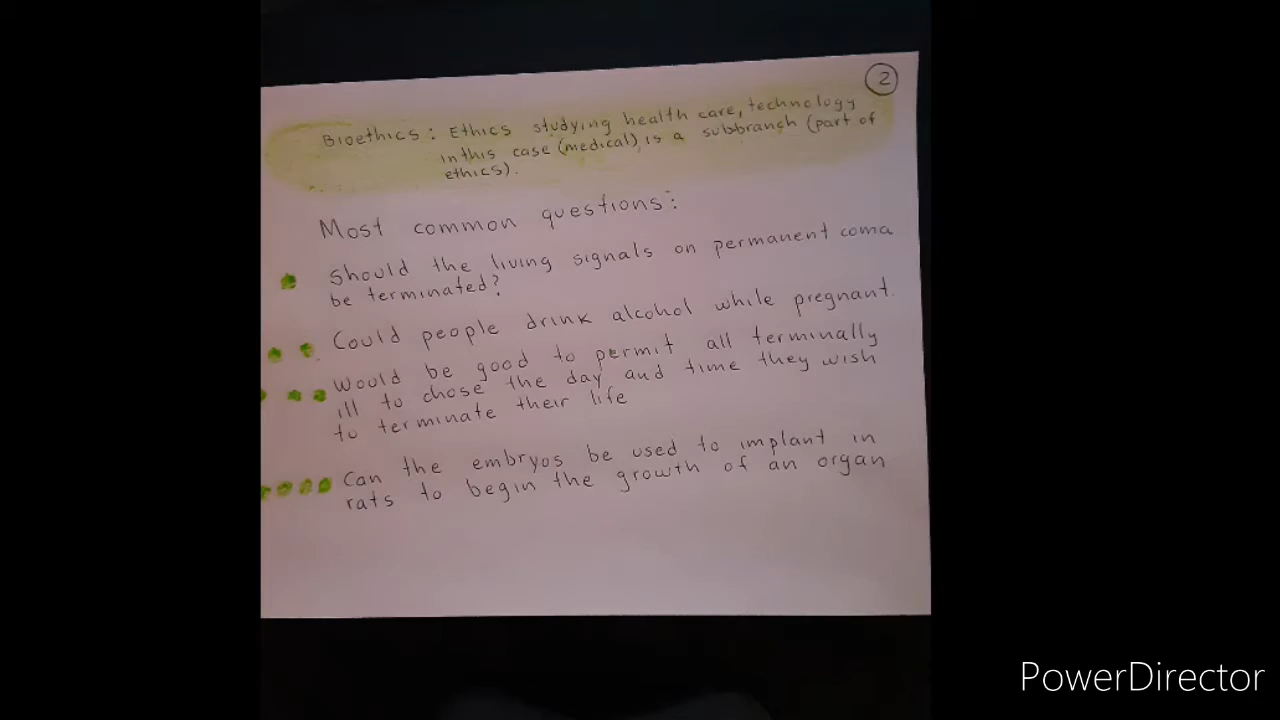 2
Bioethics: Ethics studying health care, technology
in this case (medical) is a subbranch (part of
ethics).
Most common questions:
Should the living signals on permanent coma
be terminated?
Could people drink alcohol while pregnant.
Would be good to permit all terminally
ill to chose the day and time they wish
to terminate their life
Can the embryos be used to implant in
rats to begin the growth of an organ
PowerDirector